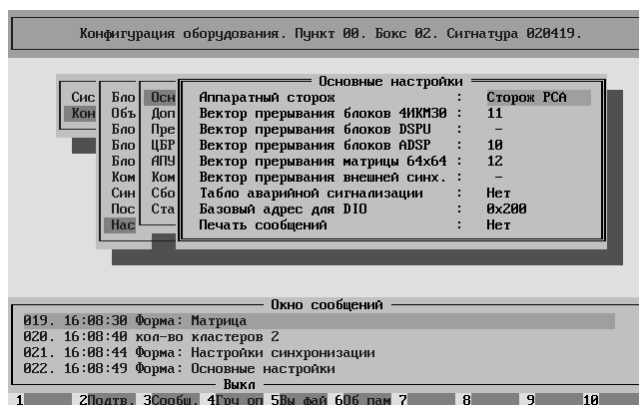 Конфигурация оборудования. Пункт 00. Бокс 02. Сигнатура 020419.
Основные настройки
Сис Бло Осн Аппаратный сторож : Сторож PCA
Кон Объ Доп Вектор прерывания блоков 4ИКМ30 : 11
Бло Пре Вектор прерывания блоков DSPU : -
Бло ЦБР Вектор прерывания блоков ADSP : 10
Бло АПУ Вектор прерывания матрицы 64x64 : 12
Ком Ком Вектор прерывания внешней синх. : -
Син Сбо Табло аварийной сигнализации : Нет
Пос Ста Базовый адрес для DIO : 0x200
Нас Печать сообщений : Нет
Окно сообщений
019. 16:08:30 Форма: Матрица
020. 16:08:40 кол-во кластеров 2
021. 16:08:44 Форма: Настройки синхронизации
022. 16:08:49 Форма: Основные настройки
Выкл
1 2Подтв. 3Сообщ. 4Гру оп 5Вы фай 6Об пам 7 8 9 10